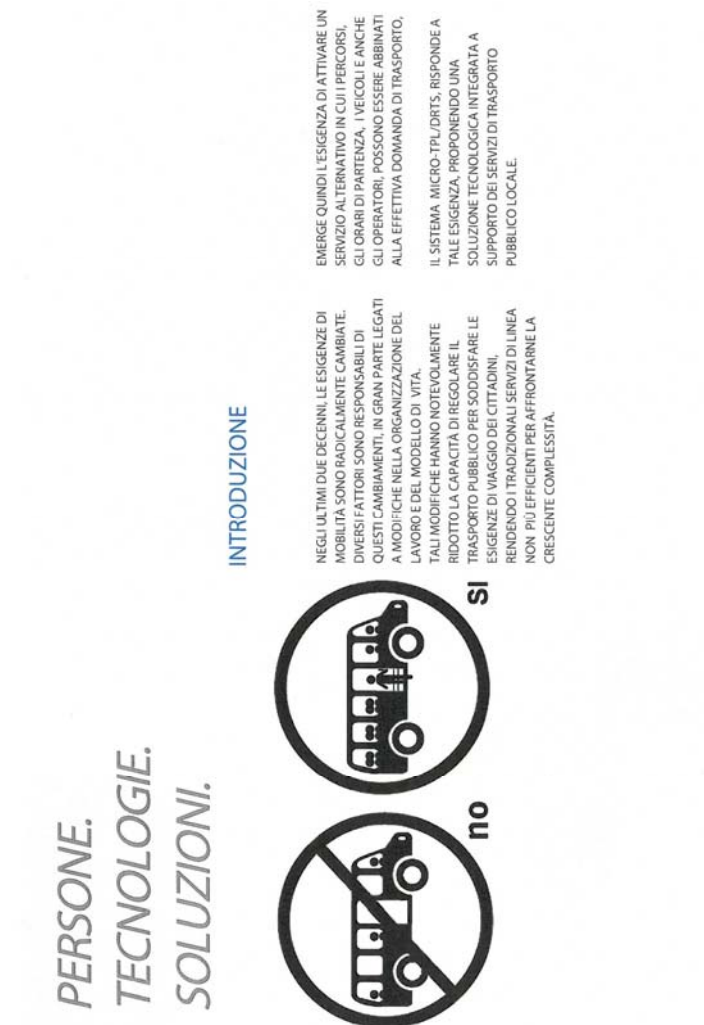 PERSONE.
TECNOLOGIE.
SOLUZIONI.
no
SI
INTRODUZIONE
NEGLI ULTIMI DUE DECENNI, LE ESIGENZE DI
MOBILITÀ SONO RADICALMENTE CAMBIATE.
DIVERSI FATTORI SONO RESPONSABILI DI
QUESTI CAMBIAMENTI, IN GRAN PARTE LEGATI
A MODIFICHE NELLA ORGANIZZAZIONE DEL
LAVORO E DEL MODELLO DI VITA.
TALI MODIFICHE HANNO NOTEVOLMENTE
RIDOTTO LA CAPACITÀ DI REGOLARE IL
TRASPORTO PUBBLICO PER SODDISFARE LE
ESIGENZE DI VIAGGIO DEI CITTADINI,
RENDENDO I TRADIZIONALI SERVIZI DI LINEA
NON PIÙ EFFICIENTI PER AFFRONTARNE LA
CRESCENTE COMPLESSITÀ.
EMERGE QUINDI L'ESIGENZA DI ATTIVARE UN
SERVIZIO ALTERNATIVO IN CUI I PERCORSI,
GLI ORARI DI PARTENZA, I VEICOLI E ANCHE
GLI OPERATORI, POSSONO ESSERE ABBINATI
ALLA EFFETTIVA DOMANDA DI TRASPORTO,
IL SISTEMA MICRO-TPL/DRTS, RISPONDE A
TALE ESIGENZA, PROPONENDO UNA
SOLUZIONE TECNOLOGICA INTEGRATA A
SUPPORTO DEI SERVIZI DI TRASPORTO
PUBBLICO LOCALE.